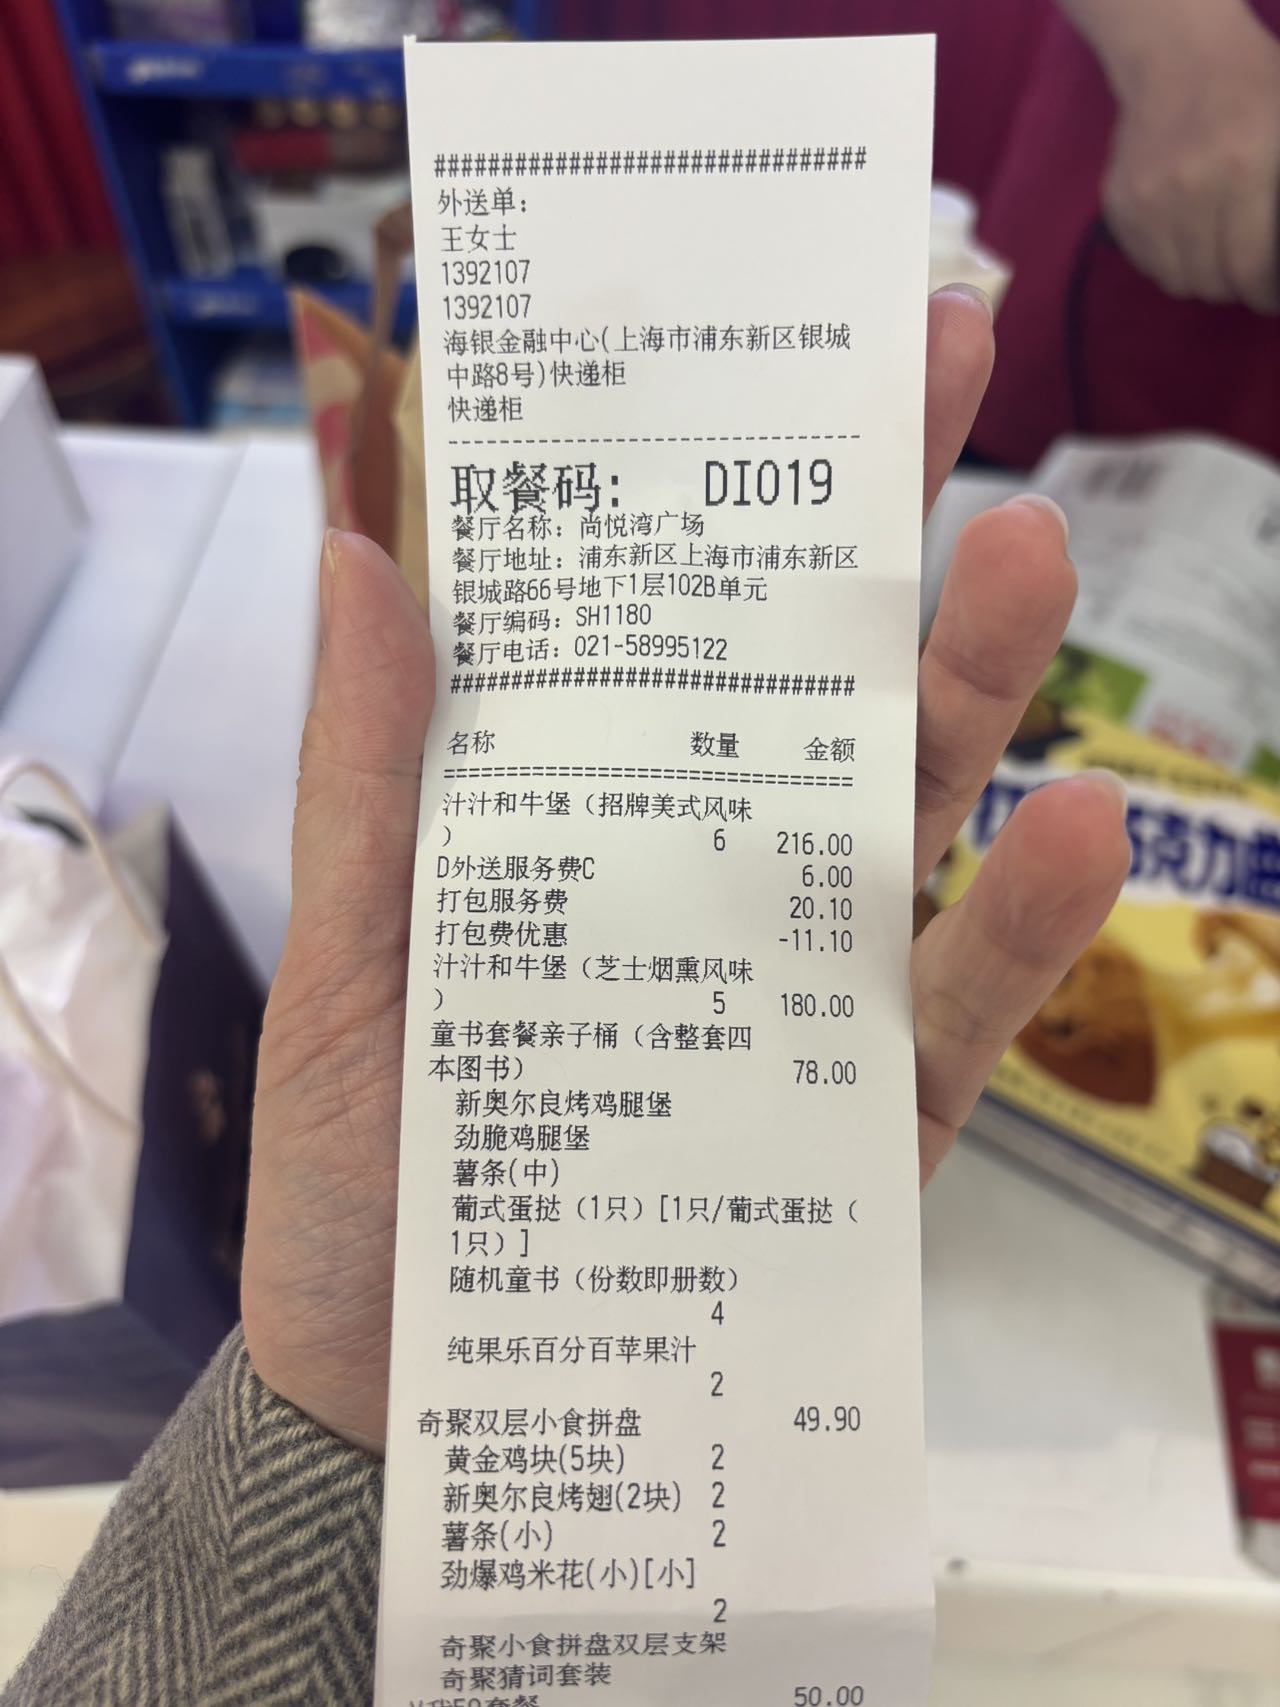 ###############################
外送单:
王女士
1392107
1392107
海银金融中心(上海市浦东新区银城
中路8号)快递柜
快递柜
-------------------------------
取餐码: DI019
餐厅名称: 尚悦湾广场
餐厅地址: 浦东新区上海市浦东新区
银城路66号地下1层102B单元
餐厅编码: SH1180
餐厅电话: 021-58995122
###############################
名称 数量 金额
===============================
汁汁和牛堡（招牌美式风味
） 6 216.00
D外送服务费C 6.00
打包服务费 20.10
打包费优惠 -11.10
汁汁和牛堡（芝士烟熏风味
） 5 180.00
童书套餐亲子桶（含整套四
本图书） 78.00
新奥尔良烤鸡腿堡
劲脆鸡腿堡
薯条(中)
葡式蛋挞（1只）[1只/葡式蛋挞（
1只）]
随机童书（份数即册数）
4
纯果乐百分百苹果汁
2
奇聚双层小食拼盘 49.90
黄金鸡块(5块) 2
新奥尔良烤翅(2块) 2
薯条(小) 2
劲爆鸡米花(小)[小]
2
奇聚小食拼盘双层支架
奇聚猜词套装
V我50套餐 50.00
克力曲